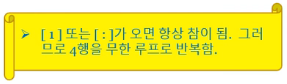 ➢ [ 1 ] 또는 [ : ]가 오면 항상 참이 됨. 그러
므로 4행을 무한 루프로 반복함.